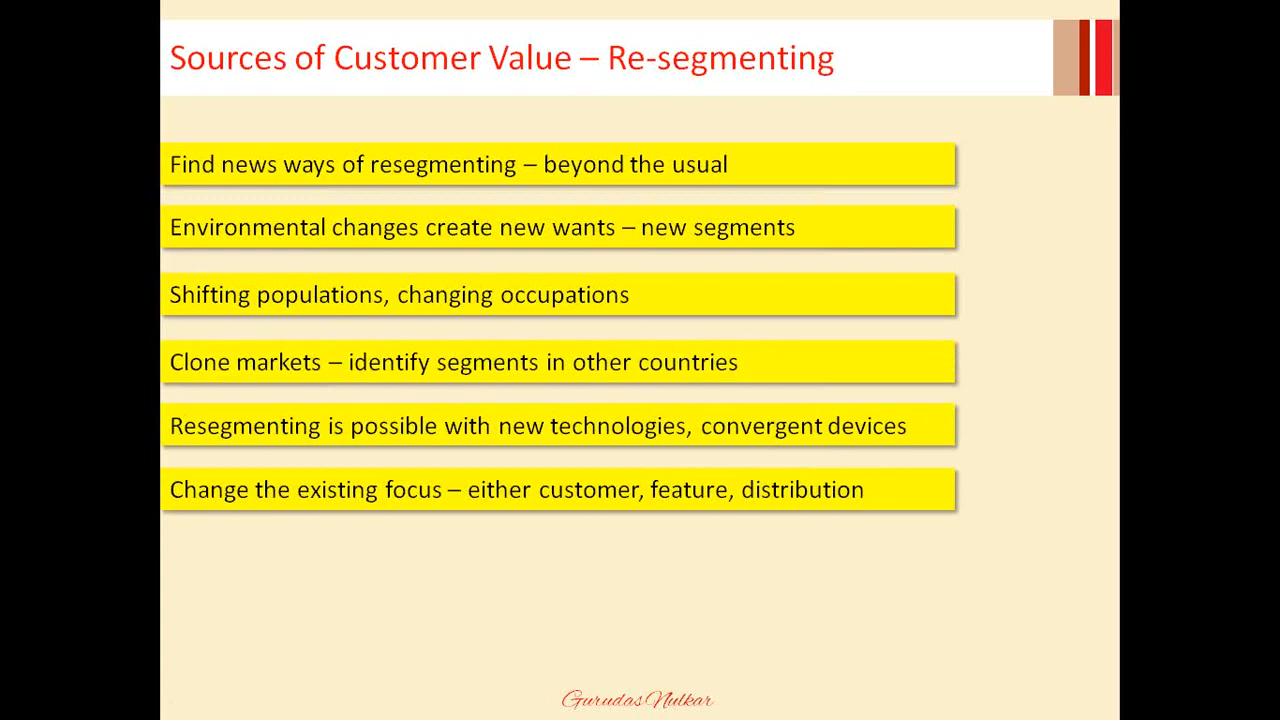 Sources of Customer Value – Re-segmenting
Find news ways of resegmenting – beyond the usual
Environmental changes create new wants – new segments
Shifting populations, changing occupations
Clone markets – identify segments in other countries
Resegmenting is possible with new technologies, convergent devices
Change the existing focus – either customer, feature, distribution
Gurudas Nulkar